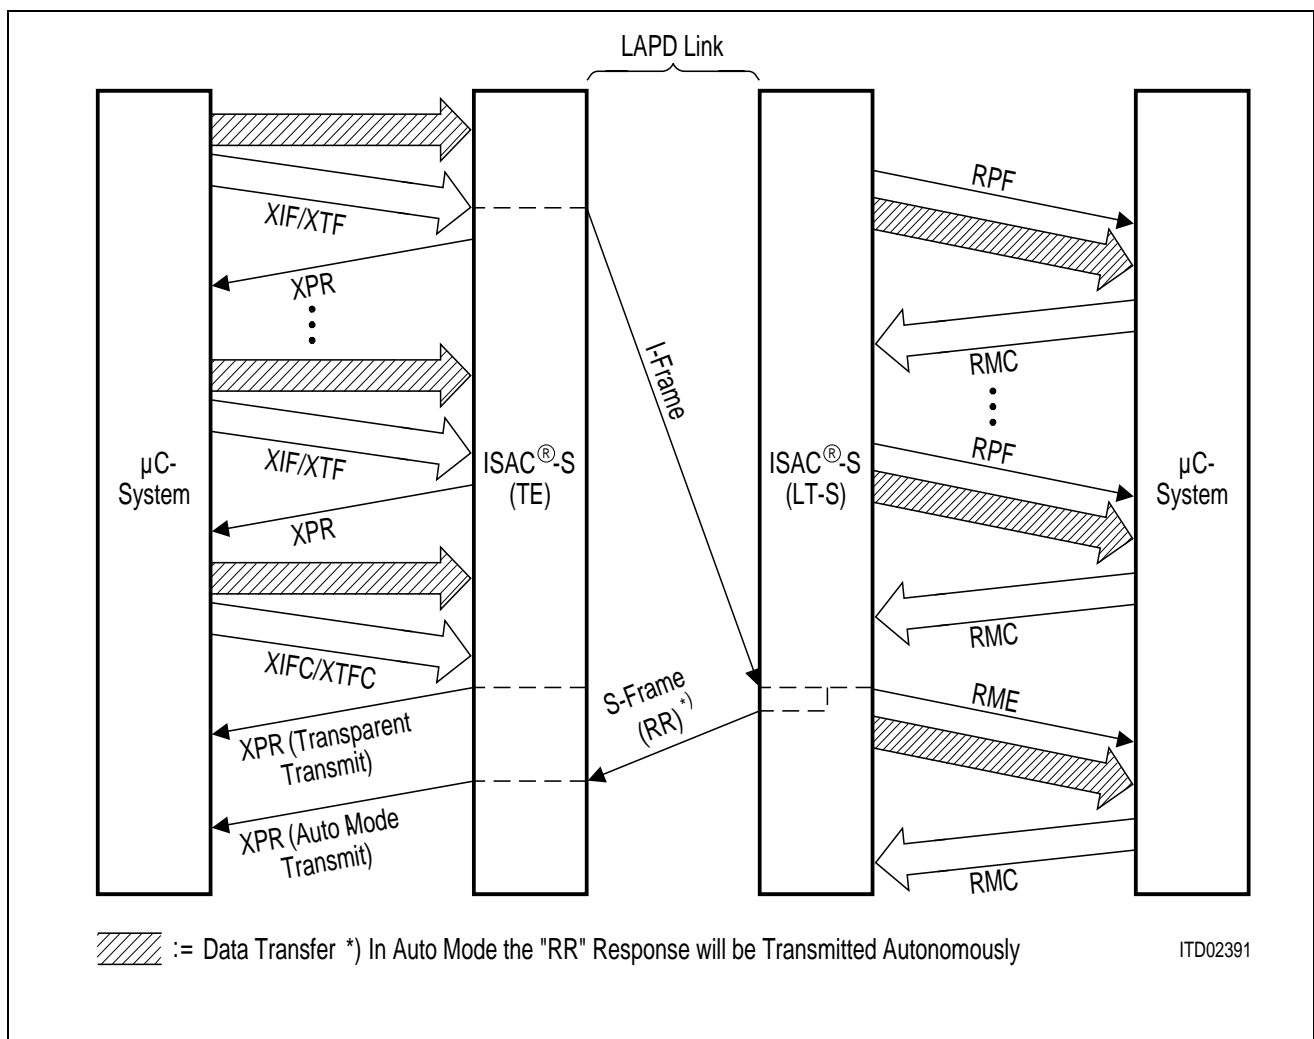 LAPD Link
RPF
XIF/XTF
XPR
RMC
I-Frame
RPF
XIF/XTF
µC-
System
ISAC®-S
(TE)
ISAC®-S
(LT-S)
µC-
System
XPR
RMC
XIFC/XTFC
S-Frame
(RR) *)
RME
XPR (Transparent
Transmit)
XPR (Auto Mode
Transmit)
RMC
:= Data Transfer *) In Auto Mode the "RR" Response will be Transmitted Autonomously
ITD02391